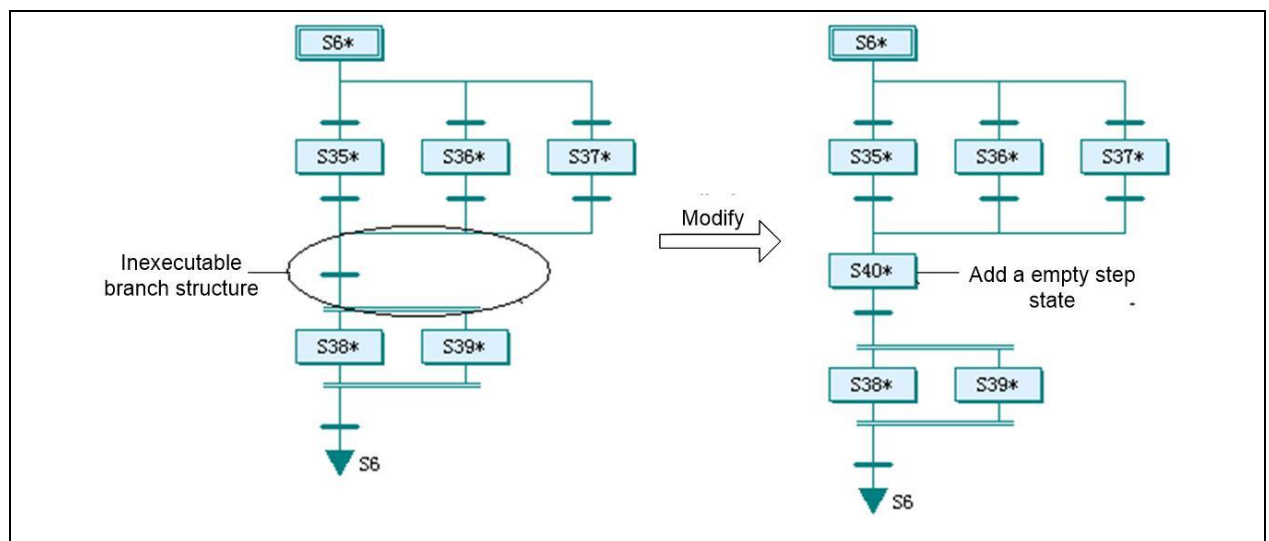 S6*
S35* S36* S37*
Inexecutable
branch structure
S38* S39*
S6
Modify
S6*
S35* S36* S37*
S40*
Add a empty step
state
S38* S39*
S6